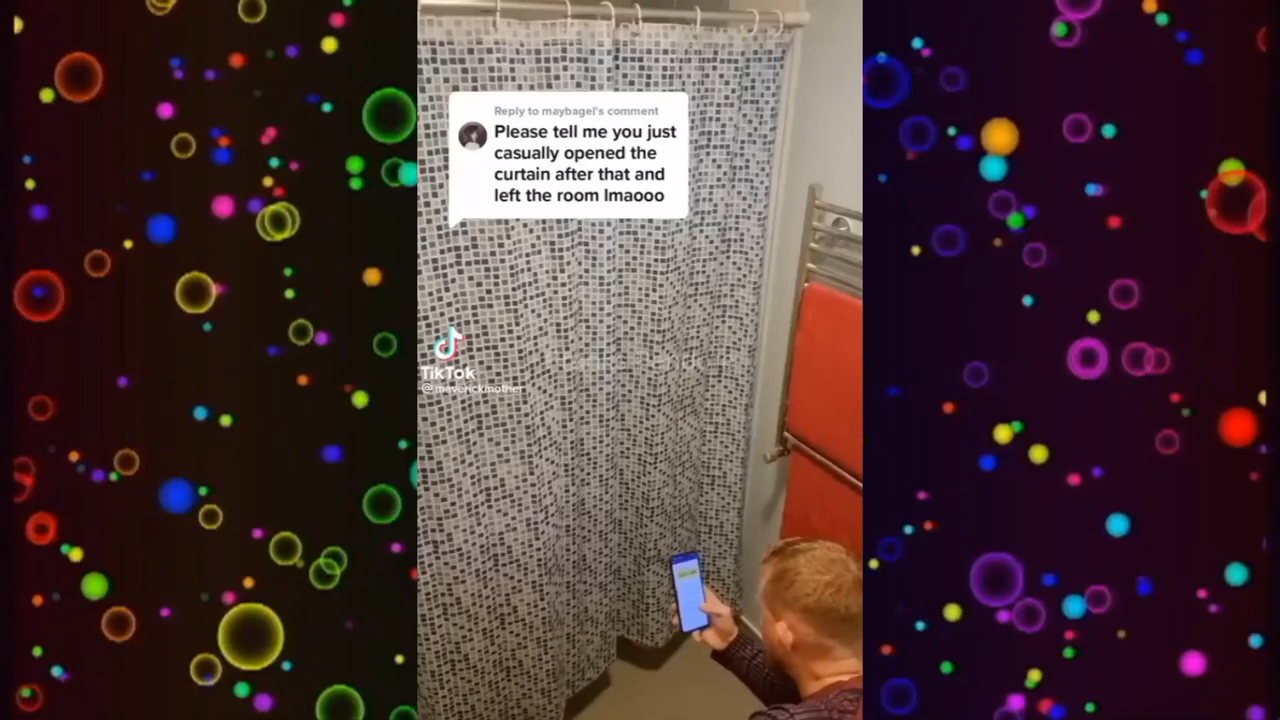 Reply to maybagel's comment
Please tell me you just
casually opened the
curtain after that and
left the room lmaooo
TikTok
@maverickmother